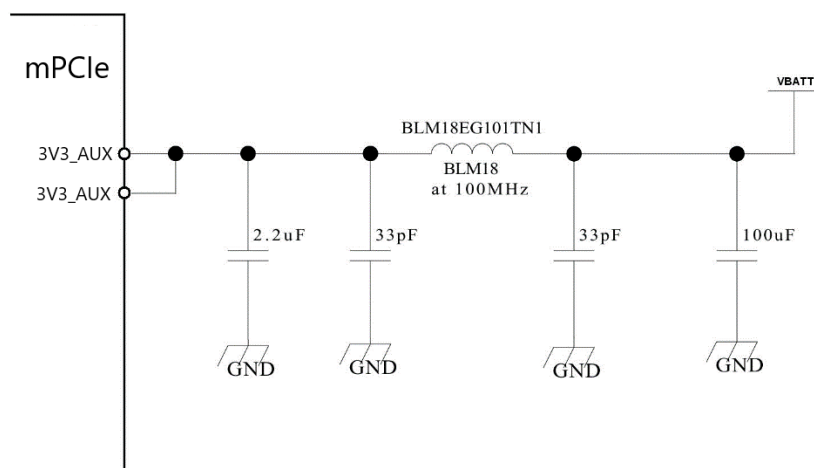 mPCIe
VBATT
BLM18EG101TN1
3V3_AUX
BLM18
at 100MHz
3V3_AUX
2.2uF
33pF
33pF
100uF
GND
GND
GND
GND